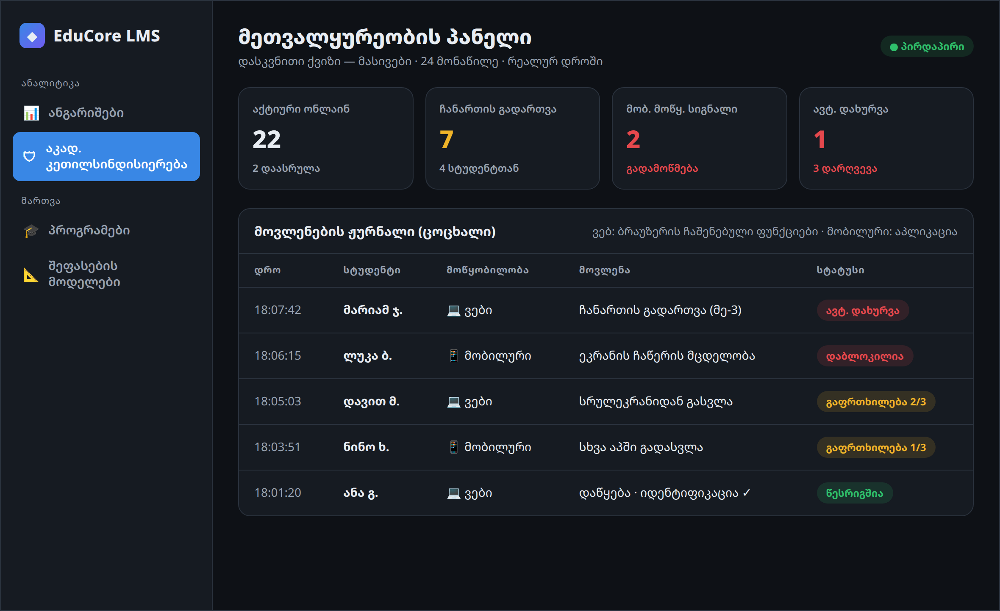 EduCore LMS
ანალიტიკა
ანგარიშები
აკად.
კეთილსინდისიერება
მართვა
პროგრამები
შეფასების
მოდელები
მეთვალყურეობის პანელი
დასკვნითი ქვიზი — მასივები · 24 მონაწილე · რეალურ დროში
პირდაპირი
აქტიური ონლაინ
22
2 დაასრულა
ჩანართის გადართვა
7
4 სტუდენტთან
მობ. მოწყ. სიგნალი
2
გადამოწმება
ავტ. დახურვა
1
3 დარღვევა
მოვლენების ჟურნალი (ცოცხალი)
ვებ: ბრაუზერის ჩაშენებული ფუნქციები · მობილური: აპლიკაცია
დრო სტუდენტი მოწყობილობა მოვლენა სტატუსი
18:07:42 მარიამ ჯ. ვები ჩანართის გადართვა (მე-3) ავტ. დახურვა
18:06:15 ლუკა ბ. მობილური ეკრანის ჩაწერის მცდელობა დაბლოკილია
18:05:03 დავით მ. ვები სრულეკრანიდან გასვლა გაფრთხილება 2/3
18:03:51 ნინო ხ. მობილური სხვა აპში გადასვლა გაფრთხილება 1/3
18:01:20 ანა გ. ვები დაწყება · იდენტიფიკაცია ✓ წესრიგშია